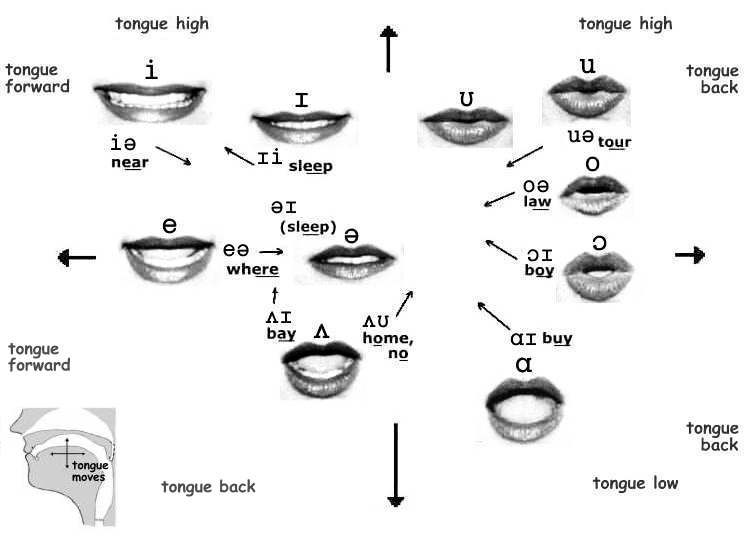 tongue high
tongue high
tongue
forward
tongue
back
i
ɪ
ʊ
u
iə
near
ɪi sleep
uə tour
o
oə
law
əɪ
(sleep)
e
eə
where
ə
ɔ
ɔɪ
boy
ʌɪ
bay
ʌ
ʌʊ
home,
no
ɑɪ buy
ɑ
tongue
forward
tongue
moves
tongue back
tongue
back
tongue low